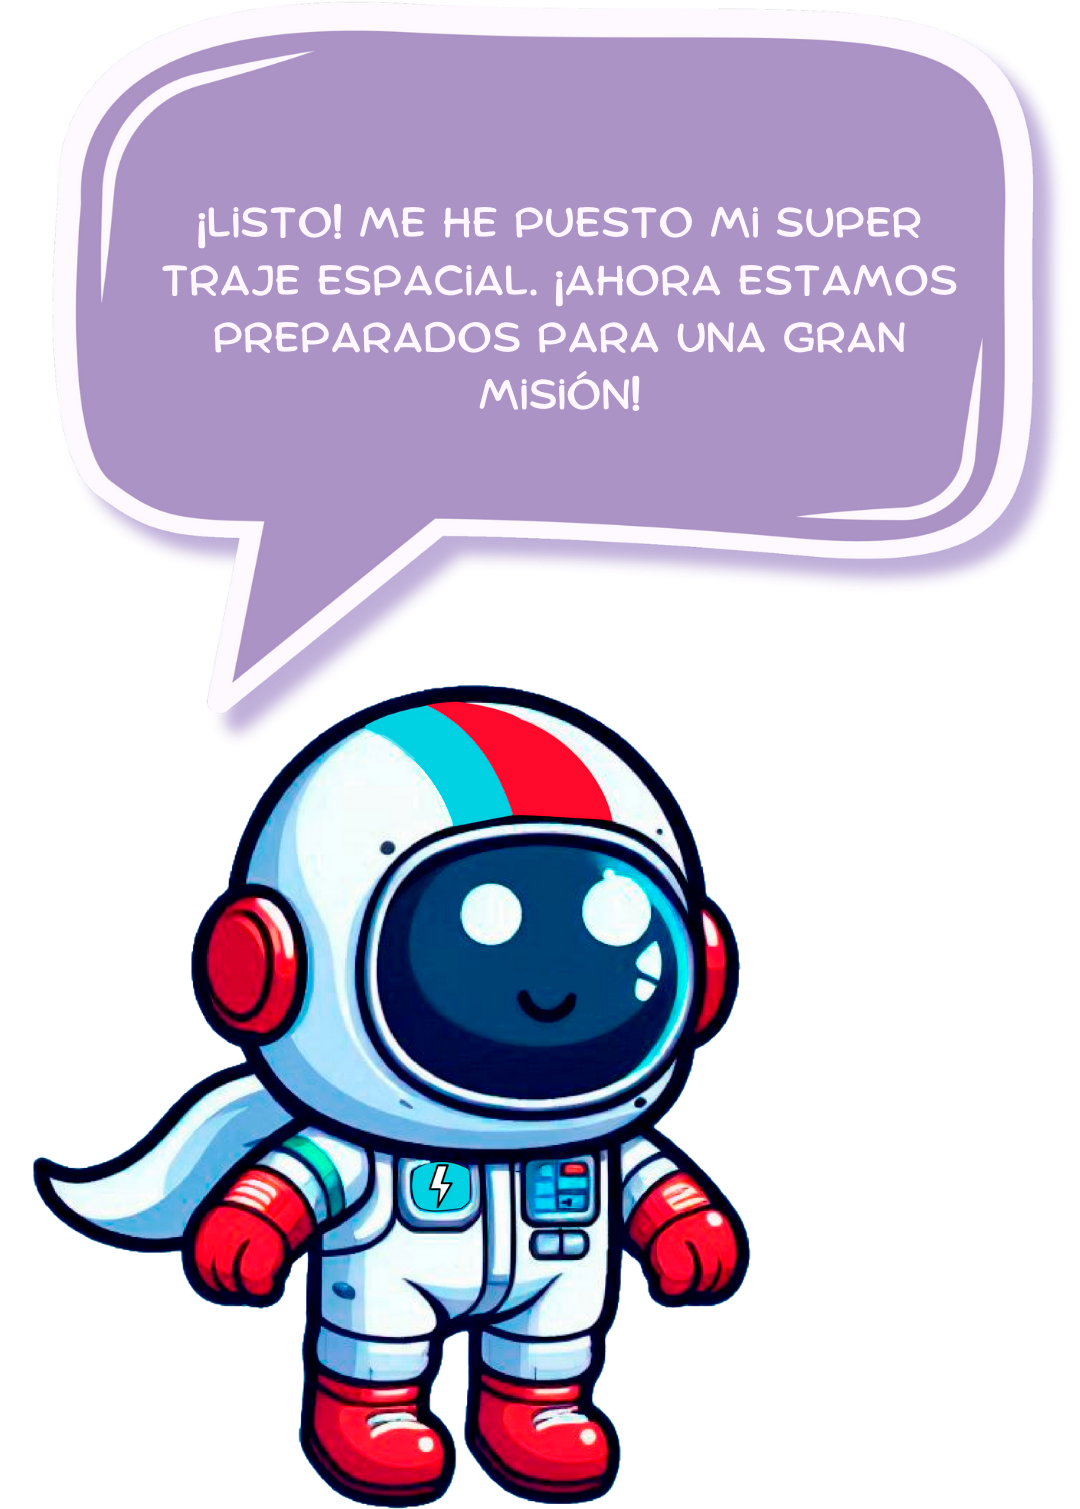 ¡LISTO! ME HE PUESTO MI SUPER
TRAJE ESPACIAL. ¡AHORA ESTAMOS
PREPARADOS PARA UNA GRAN
MISIÓN!